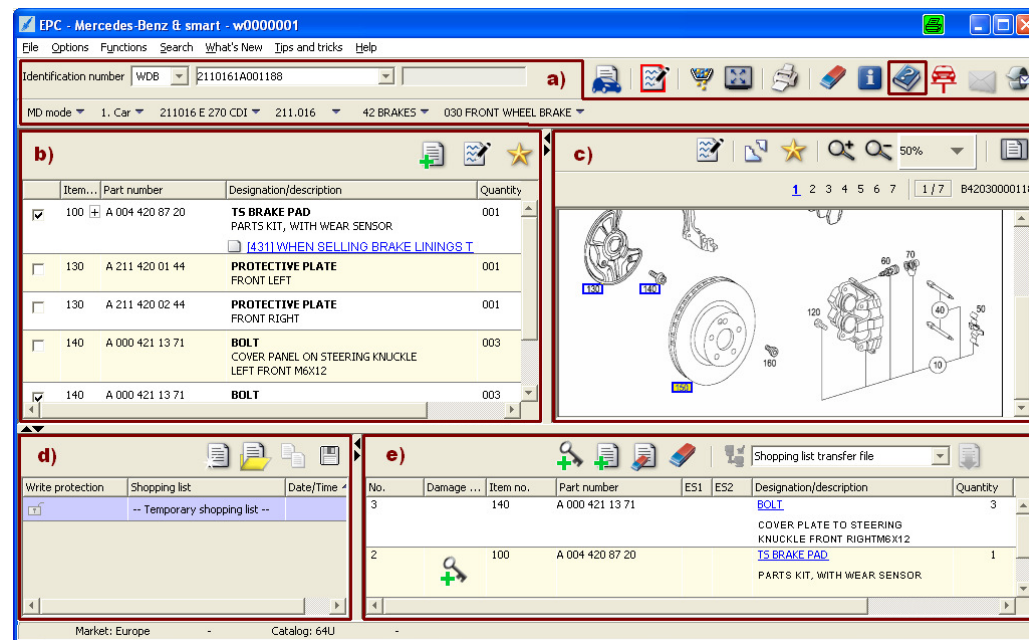 EPC - Mercedes-Benz & smart - w0000001
File Options Functions Search What's New Tips and tricks Help
Identification number WDB 2110161A001188 a)
MD mode 1. Car 211016 E 270 CDI 211.016 42 BRAKES 030 FRONT WHEEL BRAKE
b)
Item... Part number Designation/description Quantity
100 A 004 420 87 20 TS BRAKE PAD 001
PARTS KIT, WITH WEAR SENSOR
[431] WHEN SELLING BRAKE LININGS T
130 A 211 420 01 44 PROTECTIVE PLATE 001
FRONT LEFT
130 A 211 420 02 44 PROTECTIVE PLATE 001
FRONT RIGHT
140 A 000 421 13 71 BOLT 003
COVER PANEL ON STEERING KNUCKLE
LEFT FRONT M6X12
140 A 000 421 13 71 BOLT 003
c) 50%
1 2 3 4 5 6 7 1/7 B42030000118
60 70
130 140
120 40 50
160
10
150
d)
Write protection Shopping list Date/Time
-- Temporary shopping list --
e) Shopping list transfer file
No. Damage ... Item no. Part number ES1 ES2 Designation/description Quantity
3 140 A 000 421 13 71 BOLT 3
COVER PLATE TO STEERING
KNUCKLE FRONT RIGHTM6X12
2 100 A 004 420 87 20 TS BRAKE PAD 1
PARTS KIT, WITH WEAR SENSOR
Market: Europe - Catalog: 64U -